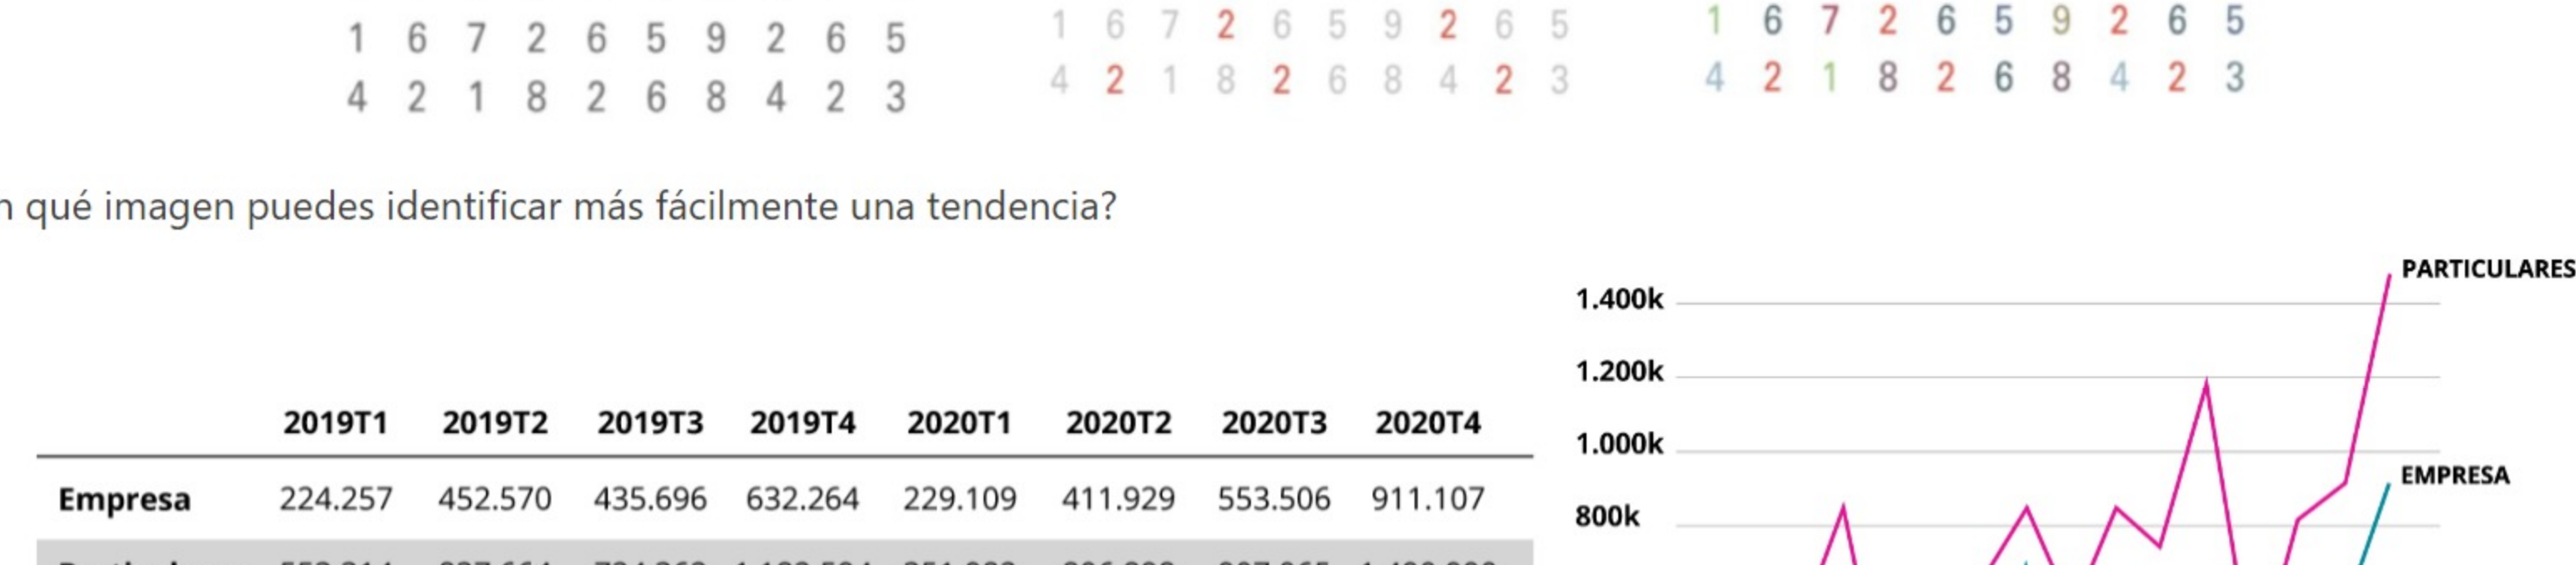 1 6 7 2 6 5 9 2 6 5
4 2 1 8 2 6 8 4 2 3
1 6 7 2 6 5 9 2 6 5
4 2 1 8 2 6 8 4 2 3
1 6 7 2 6 5 9 2 6 5
4 2 1 8 2 6 8 4 2 3
qué imagen puedes identificar más fácilmente una tendencia?
2019T1 2019T2 2019T3 2019T4 2020T1 2020T2 2020T3 2020T4
Empresa 224.257 452.570 435.696 632.264 229.109 411.929 553.506 911.107
PARTICULARES
1.400k
1.200k
1.000k
EMPRESA
800k